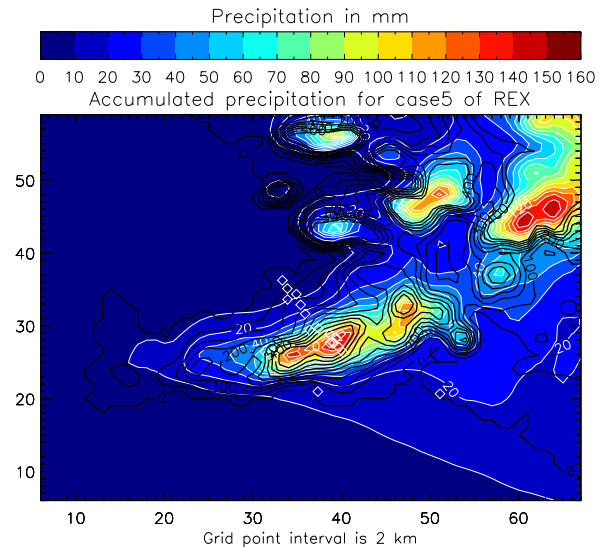 Precipitation in mm
0 10 20 30 40 50 60 70 80 90 100 110 120 130 140 150 160
Accumulated precipitation for case5 of REX
50
40
30
20
10
20
40
20
20
10 20 30 40 50 60
Grid point interval is 2 km